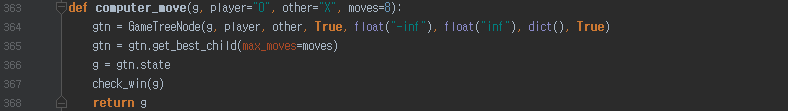 363 def computer_move(g, player="O", other="X", moves=8):
364 gtn = GameTreeNode(g, player, other, True, float("-inf"), float("inf"), dict(), True)
365 gtn = gtn.get_best_child(max_moves=moves)
366 g = gtn.state
367 check_win(g)
368 return g